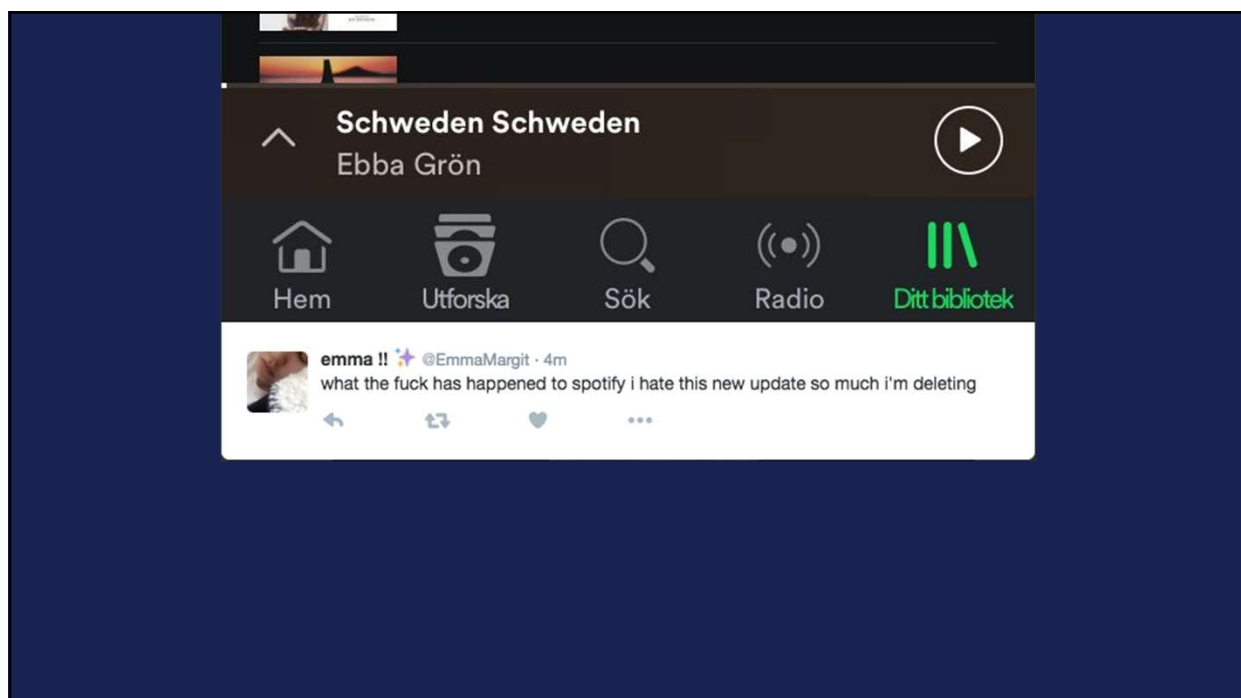 Schweden Schweden
Ebba Grön
Hem
Utforska
Sök
Radio
Ditt bibliotek
emma !! ✨ @EmmaMargit · 4m
what the fuck has happened to spotify i hate this new update so much i'm deleting